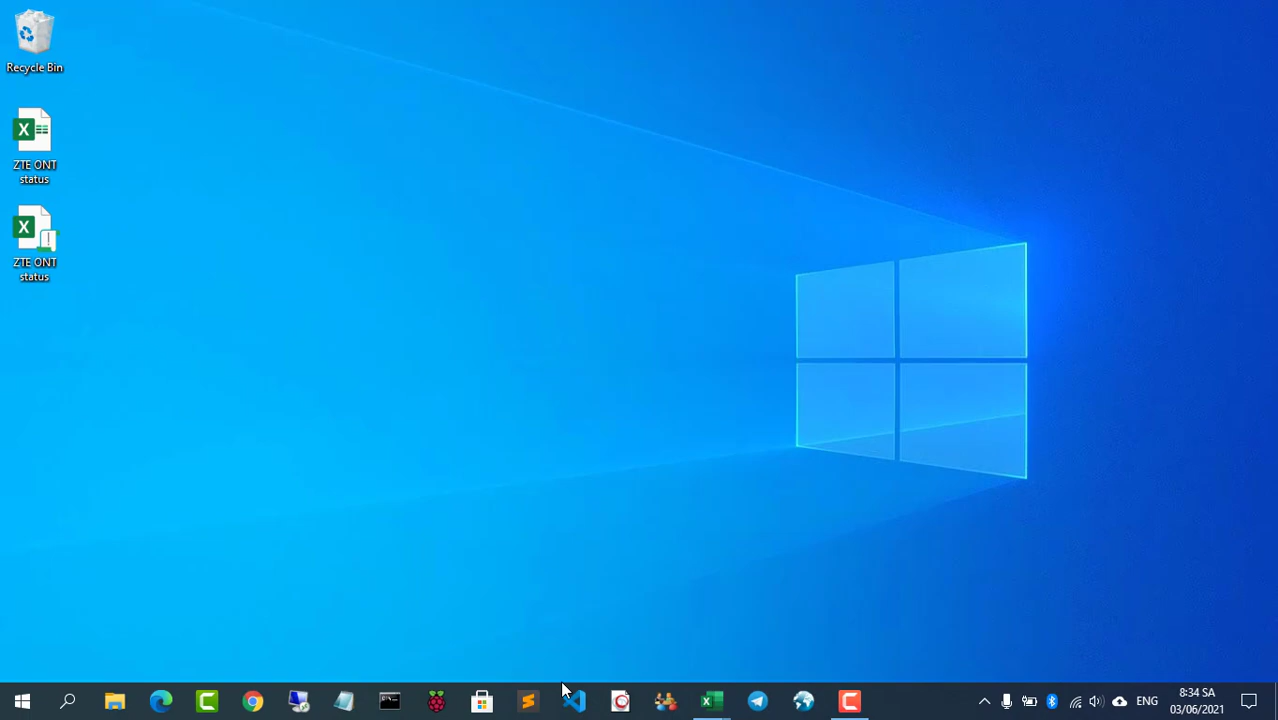 Recycle Bin
ZTE ONT
status
ZTE ONT
status
ENG
8:34 SA
03/06/2021